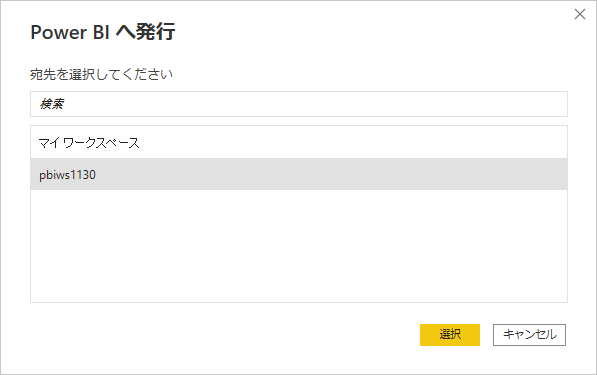 Power BI へ発行
宛先を選択してください
検索
マイ ワークスペース
pbiws1130
選択
キャンセル